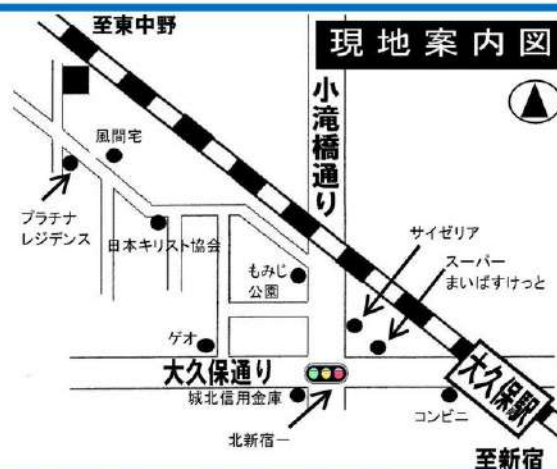 至東中野
現地案内図
小滝橋通り
風間宅
プラチナ
レジデンス
日本キリスト協会
サイゼリア
スーパー
まいばすけっと
もみじ
公園
ゲオ
大久保通り
大久保駅
城北信用金庫
コンビニ
北新宿一
至新宿